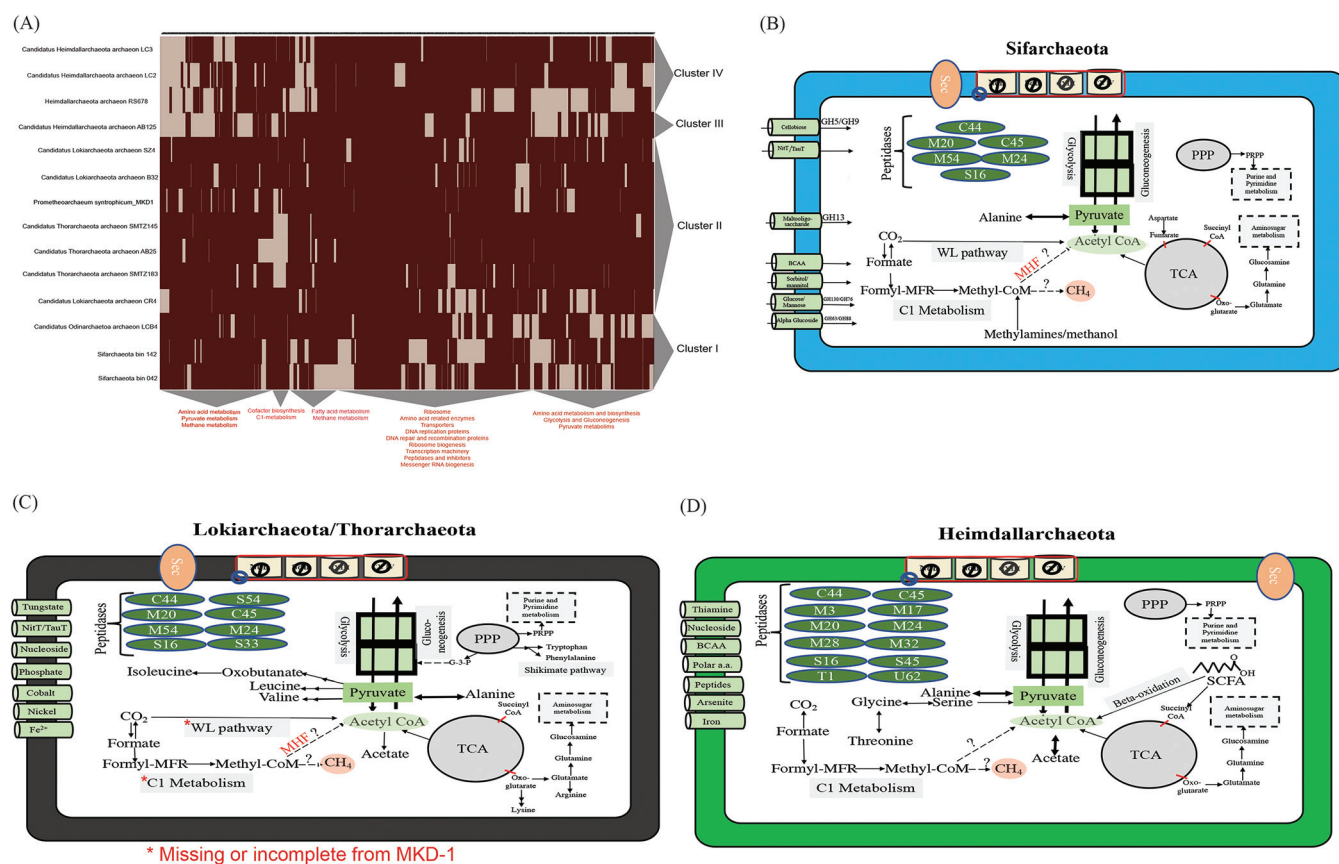 (A)
Candidatus Heimdallarchaeota archaeon LC3
Candidatus Heimdallarchaeota archaeon LC2
Heimdallarchaeota archaeon RS678
Candidatus Heimdallarchaeota archaeon AB125
Candidatus Lokiarchaeota archaeon SZ4
Candidatus Lokiarchaeota archaeon B32
Prometheoarchaeum syntrophicum_MKD1
Candidatus Thorarchaeota archaeon SMTZ145
Candidatus Thorarchaeota archaeon AB25
Candidatus Thorarchaeota archaeon SMTZ183
Candidatus Lokiarchaeota archaeon CR4
Candidatus Odinarchaeota archaeon LCB4
Sifarchaeota bin 142
Sifarchaeota bin 042
Cluster IV
Cluster III
Cluster II
Cluster I
Amino acid metabolism
Pyruvate metabolism
Methane metabolism
Cofactor biosynthesis
C1-metabolism
Fatty acid metabolism
Methane metabolism
Ribosome
Amino acid related enzymes
Transporters
DNA replication proteins
DNA repair and recombination proteins
Ribosome biogenesis
Transcription machinery
Peptidases and inhibitors
Messenger RNA biogenesis
Amino acid metabolism and biosynthesis
Glycolysis and Gluconeogenesis
Pyruvate metabolims
(B)
Sifarchaeota
Sec
Cellobiose
GH5/GH9
NitT/TauT
Maltooligo-
saccharide
GH13
BCAA
Sorbitol/
mannitol
Glucose/
Mannose
GH130/GH76
Alpha Glucoside
GH63/GH88
Peptidases
C44
M20
C45
M54
M24
S16
Glycolysis
Gluconeogenesis
PPP
PRPP
Purine and
Pyrimidine
metabolism
Alanine
Pyruvate
Acetyl CoA
CO2
WL pathway
Formate
MHF
?
Formyl-MFR
Methyl-CoM
?
CH4
C1 Metabolism
Methylamines/methanol
Aspartate
Fumarate
Succinyl
CoA
TCA
Oxo-
glutarate
Glutamate
Glutamine
Glucosamine
Aminosugar
metabolism
(C)
Lokiarchaeota/Thorarchaeota
Sec
Tungstate
NitT/TauT
Nucleoside
Phosphate
Cobalt
Nickel
Fe2+
Peptidases
C44
S54
M20
C45
M54
M24
S16
S33
Glycolysis
Gluco-
neogenesis
PPP
PRPP
Purine and
Pyrimidine
metabolism
Tryptophan
Phenylalanine
Shikimate pathway
G-3-P
Isoleucine
Oxobutanate
Leucine
Valine
Pyruvate
Alanine
Acetyl CoA
Acetate
CO2
*WL pathway
Formate
MHF
?
Formyl-MFR
Methyl-CoM
?
CH4
*C1 Metabolism
Succinyl
CoA
TCA
Oxo-
glutarate
Lysine
Glutamate
Arginine
Glutamine
Glucosamine
Aminosugar
metabolism
* Missing or incomplete from MKD-1
(D)
Heimdallarchaeota
Sec
Thiamine
Nucleoside
BCAA
Polar a.a.
Peptides
Arsenite
Iron
Peptidases
C44
C45
M3
M17
M20
M24
M28
M32
S16
S45
T1
U62
Glycolysis
Gluconeogenesis
PPP
PRPP
Purine and
Pyrimidine
metabolism
O
OH
SCFA
Beta-oxidation
Alanine
Glycine
Serine
Threonine
Pyruvate
Acetyl CoA
Acetate
CO2
Formate
Formyl-MFR
Methyl-CoM
?
?
CH4
C1 Metabolism
Succinyl
CoA
TCA
Oxo-
glutarate
Glutamate
Glutamine
Glucosamine
Aminosugar
metabolism